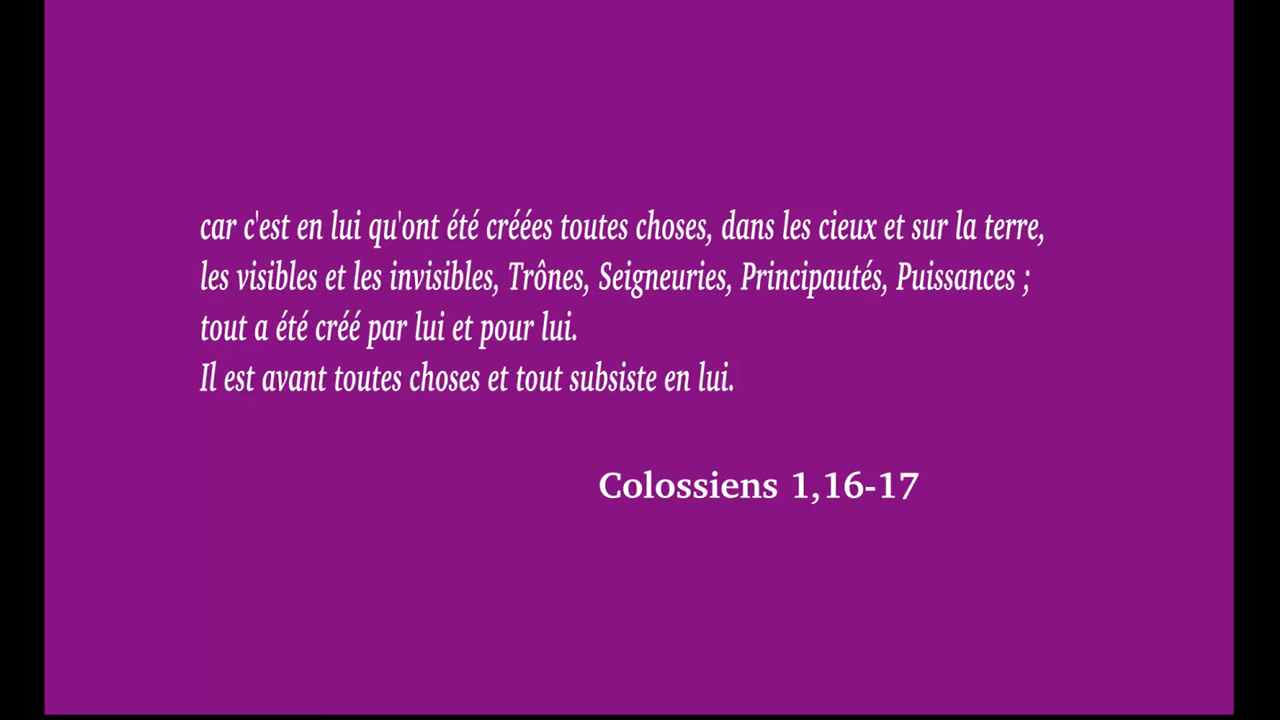 car c'est en lui qu'ont été créées toutes choses, dans les cieux et sur la terre,
les visibles et les invisibles, Trônes, Seigneuries, Principautés, Puissances ;
tout a été créé par lui et pour lui.
Il est avant toutes choses et tout subsiste en lui.
Colossiens 1,16-17